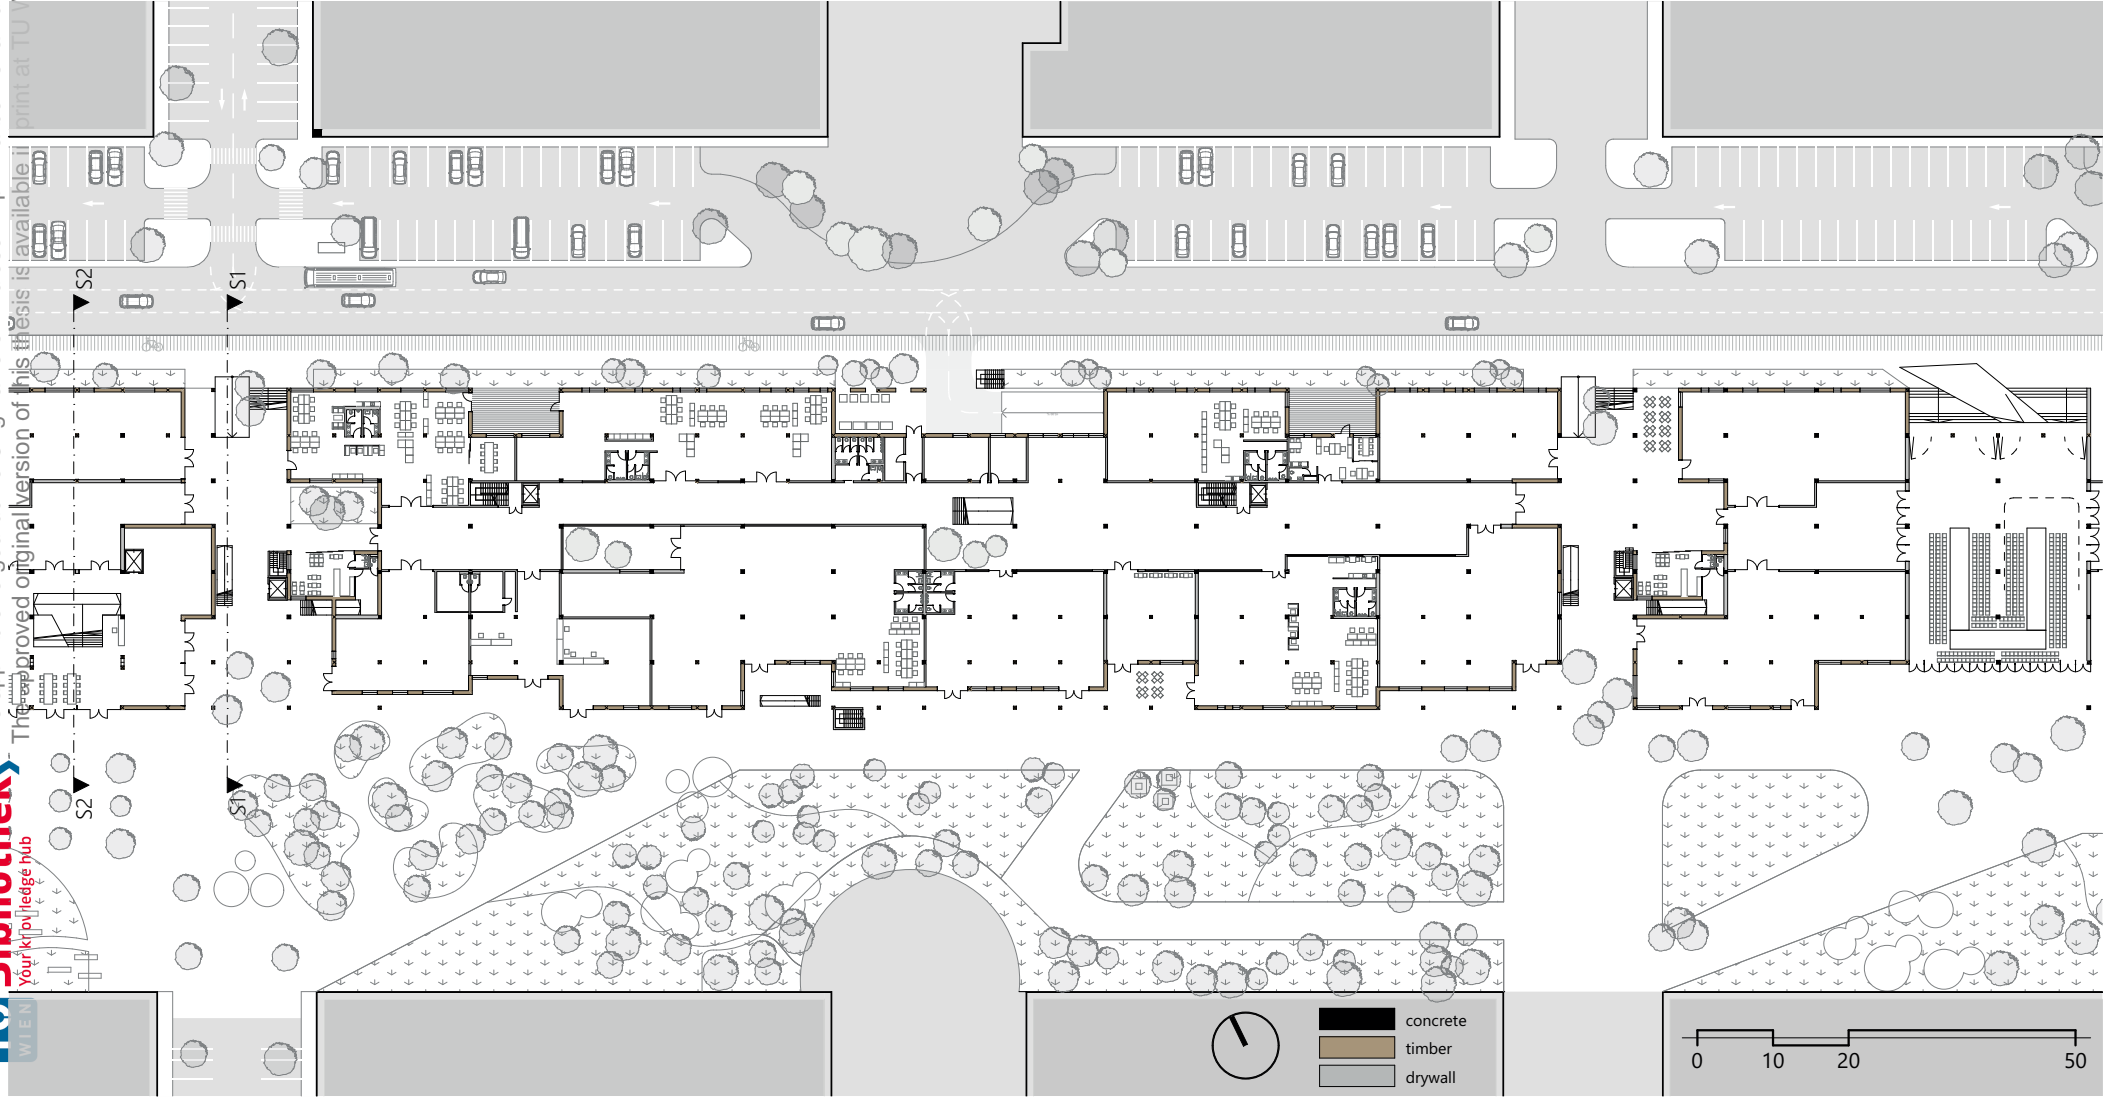 The approved original version of this thesis is available in print at TU W
Bibliothek
Your knowledge hub
WIEN
S2
S1
S2
S1
concrete
timber
drywall
0 10 20 50